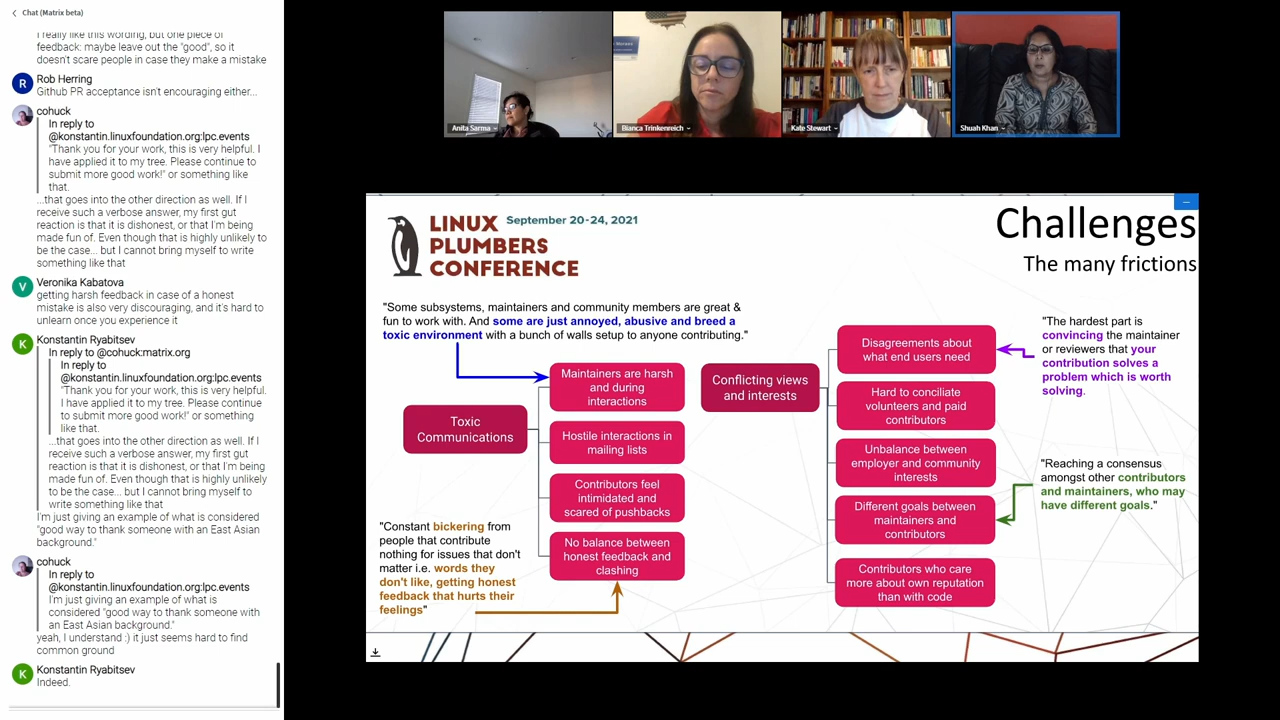 Chat (Matrix beta)
I really like this wording, but one piece of
feedback: maybe leave out the "good", so it
doesn't scare people in case they make a mistake
R
Rob Herring
Github PR acceptance isn't encouraging either...
cohuck
In reply to
@konstantin.linuxfoundation.org:lpc.events
"Thank you for your work, this is very helpful. I
have applied it to my tree. Please continue to
submit more good work!" or something like
that.
...that goes into the other direction as well. If I
receive such a verbose answer, my first gut
reaction is that it is dishonest, or that I'm being
made fun of. Even though that is highly unlikely to
be the case... but I cannot bring myself to write
something like that
V
Veronika Kabatova
getting harsh feedback in case of a honest
mistake is also very discouraging, and it's hard to
unlearn once you experience it
K
Konstantin Ryabitsev
In reply to @cohuck:matrix.org
In reply to
@konstantin.linuxfoundation.org:lpc.events
"Thank you for your work, this is very helpful.
I have applied it to my tree. Please continue
to submit more good work!" or something
like that.
...that goes into the other direction as well. If I
receive such a verbose answer, my first gut
reaction is that it is dishonest, or that I'm being
made fun of. Even though that is highly unlikely
to be the case... but I cannot bring myself to
write something like that
I'm just giving an example of what is considered
"good way to thank someone with an East Asian
background."
cohuck
In reply to
@konstantin.linuxfoundation.org:lpc.events
I'm just giving an example of what is
considered "good way to thank someone with
an East Asian background."
yeah, I understand :) it just seems hard to find
common ground
K
Konstantin Ryabitsev
Indeed.
Anita Sarma
Bianca Trinkenreich
Kate Stewart
Shuah Khan
LINUX
PLUMBERS
CONFERENCE
September 20-24, 2021
Challenges
The many frictions
"Some subsystems, maintainers and community members are great &
fun to work with. And some are just annoyed, abusive and breed a
toxic environment with a bunch of walls setup to anyone contributing."
Toxic
Communications
Maintainers are harsh
and during
interactions
Hostile interactions in
mailing lists
Contributors feel
intimidated and
scared of pushbacks
No balance between
honest feedback and
clashing
"Constant bickering from
people that contribute
nothing for issues that don't
matter i.e. words they
don't like, getting honest
feedback that hurts their
feelings"
Conflicting views
and interests
Disagreements about
what end users need
Hard to conciliate
volunteers and paid
contributors
Unbalance between
employer and community
interests
Different goals between
maintainers and
contributors
Contributors who care
more about own reputation
than with code
"The hardest part is
convincing the maintainer
or reviewers that your
contribution solves a
problem which is worth
solving.
"Reaching a consensus
amongst other contributors
and maintainers, who may
have different goals."